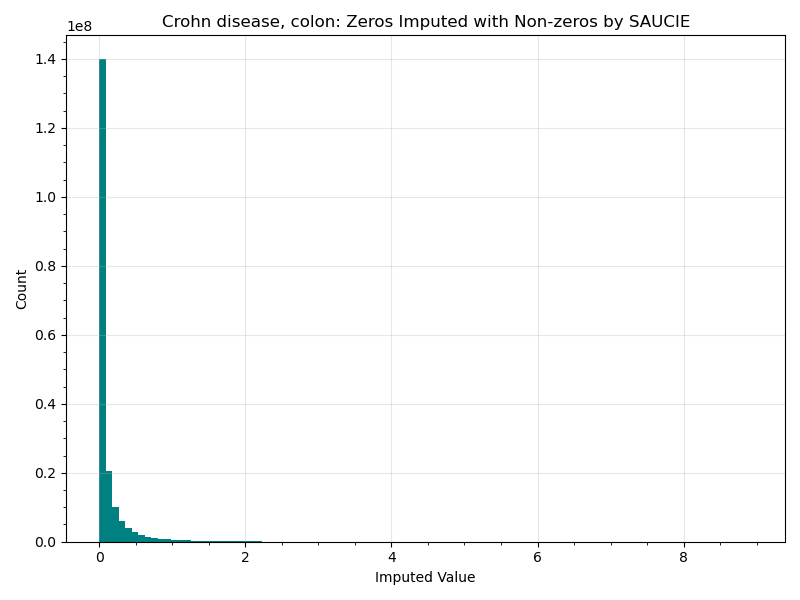 Crohn disease, colon: Zeros Imputed with Non-zeros by SAUCIE
1e8
1.4
1.2
1.0
0.8
0.6
0.4
0.2
0.0
Count
0 2 4 6 8
Imputed Value